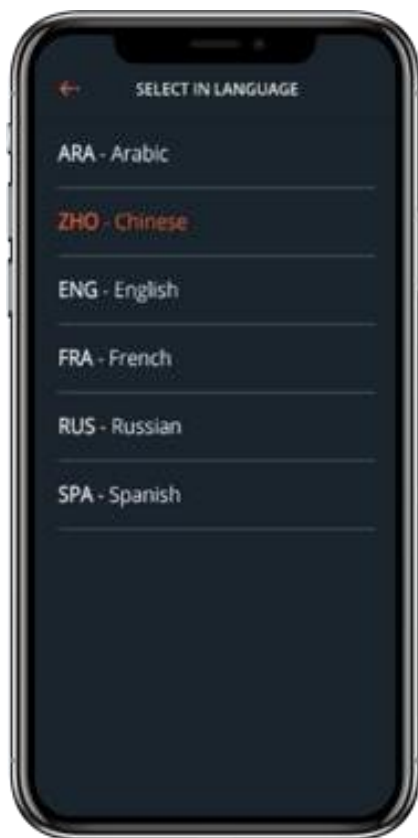 SELECT IN LANGUAGE
ARA - Arabic
ZHO - Chinese
ENG - English
FRA - French
RUS - Russian
SPA - Spanish